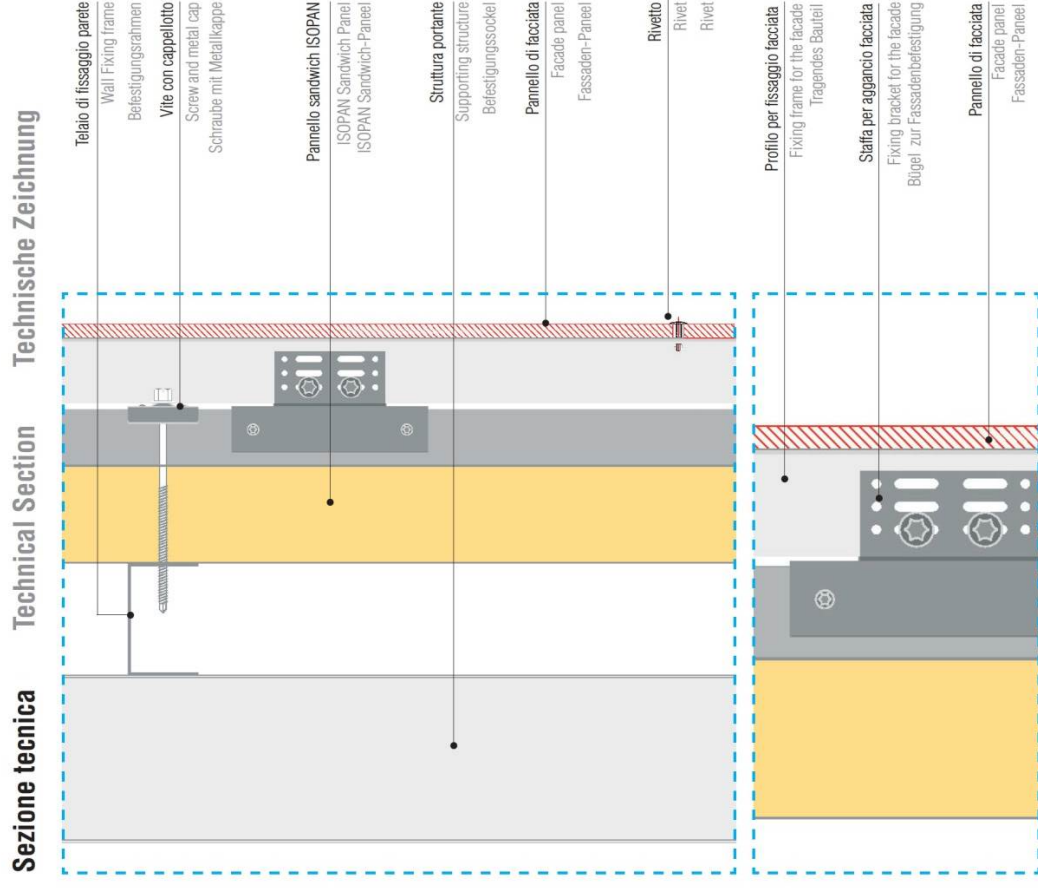 Sezione tecnica Technical Section Technische Zeichnung
Telaio di fissaggio parete
Wall Fixing frame
Befestigungsrahmen
Vite con cappellotto
Screw and metal cap
Schraube mit Metallkappe
Pannello sandwich ISOPAN
ISOPAN Sandwich Panel
ISOPAN Sandwich-Paneel
Struttura portante
Supporting structure
Befestigungssockel
Pannello di facciata
Facade panel
Fassaden-Paneel
Rivetto
Rivet
Rivet
Profilo per fissaggio facciata
Fixing frame for the facade
Tragendes Bauteil
Staffa per aggancio facciata
Fixing bracket for the facade
Bügel zur Fassadenbefestigung
Pannello di facciata
Facade panel
Fassaden-Paneel